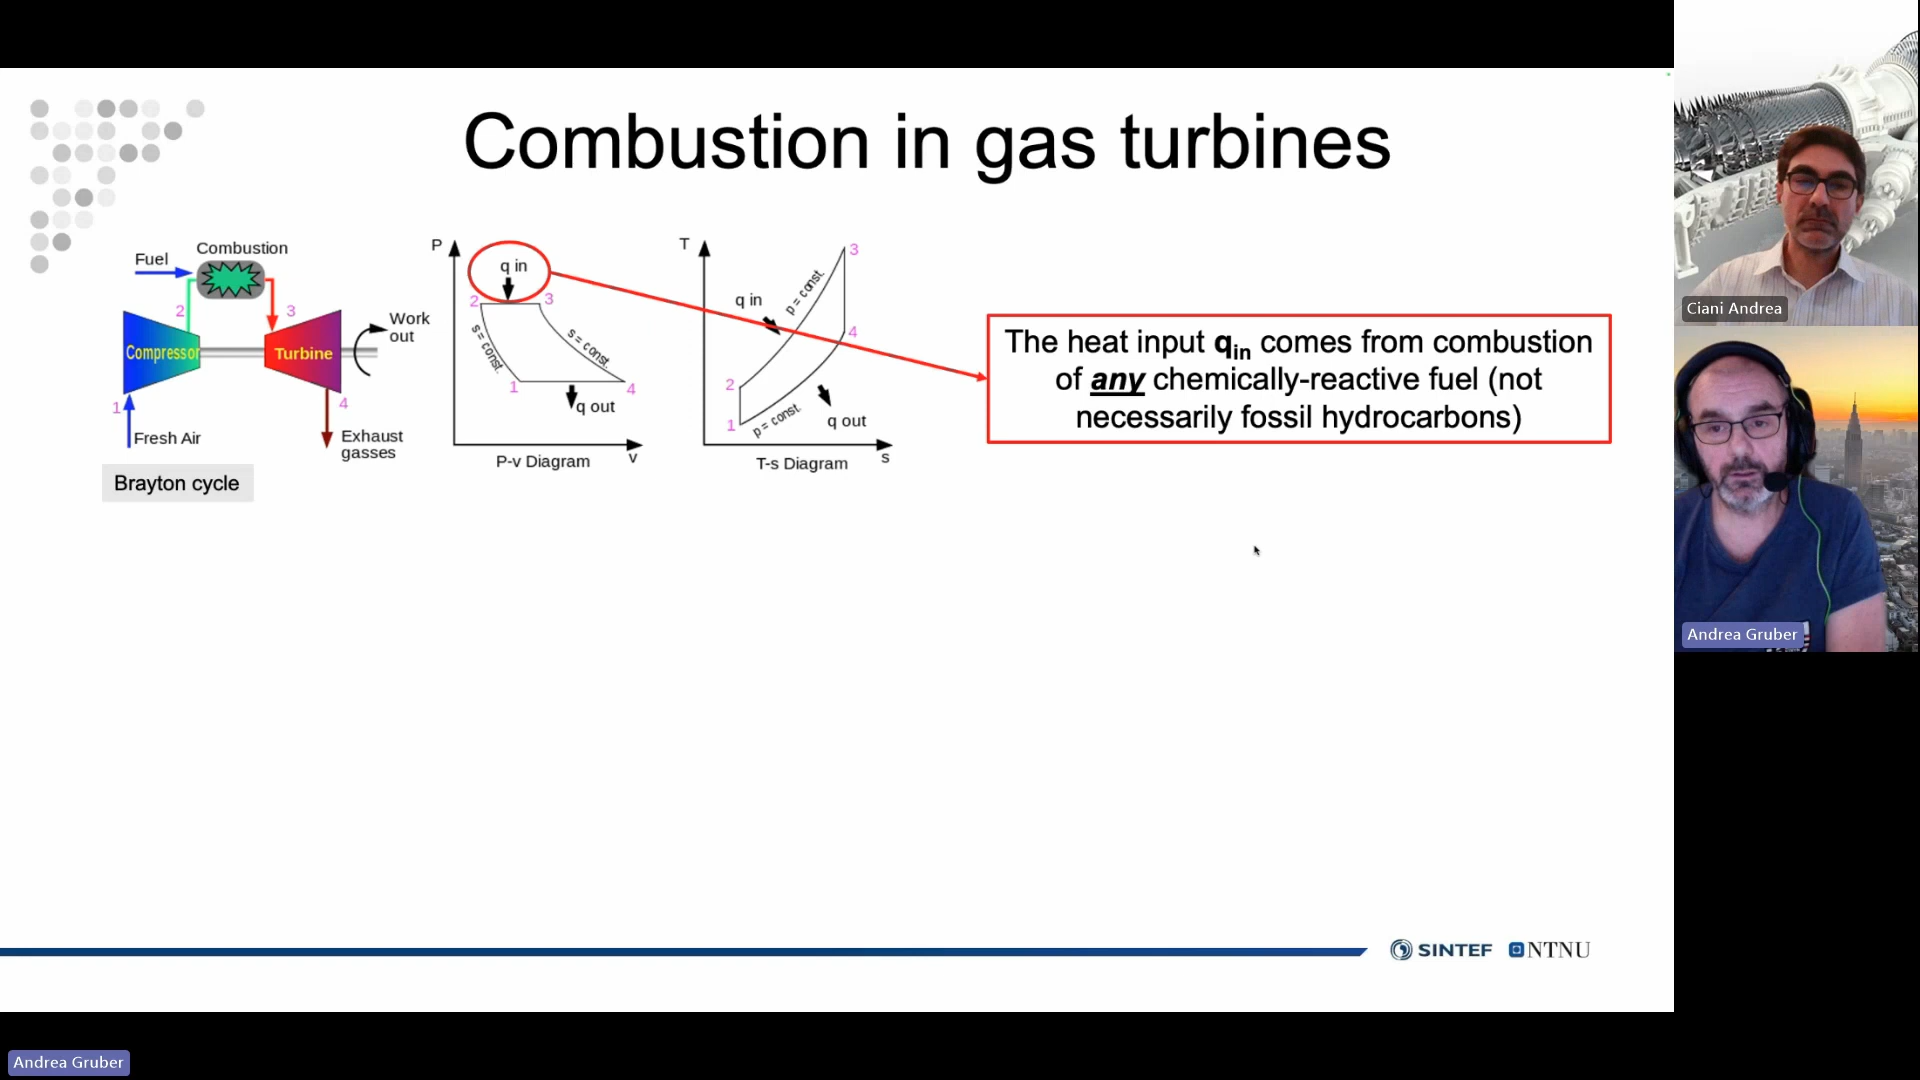 Combustion in gas turbines
Combustion
Fuel
2
3
Compressor
Turbine
Work
out
1
4
Fresh Air
Exhaust
gasses
Brayton cycle
P
q in
2
3
s = const.
s = const.
1
4
q out
P-v Diagram
v
T
3
q in
p = const.
4
2
1
p = const.
q out
T-s Diagram
s
The heat input qin comes from combustion
of any chemically-reactive fuel (not
necessarily fossil hydrocarbons)
SINTEF
NTNU
Ciani Andrea
Andrea Gruber
Andrea Gruber